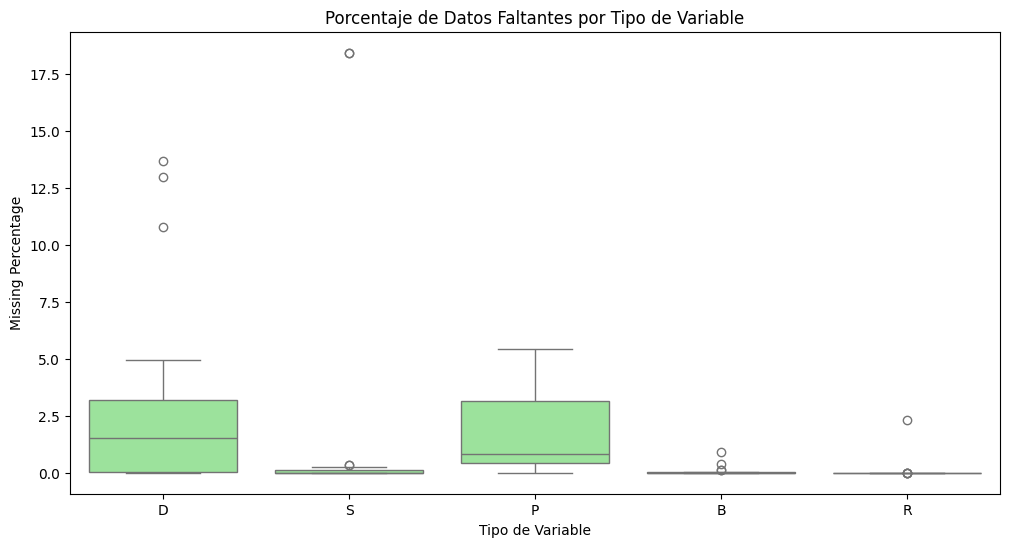 Porcentaje de Datos Faltantes por Tipo de Variable
Missing Percentage
17.5
15.0
12.5
10.0
7.5
5.0
2.5
0.0
D S P B R
Tipo de Variable